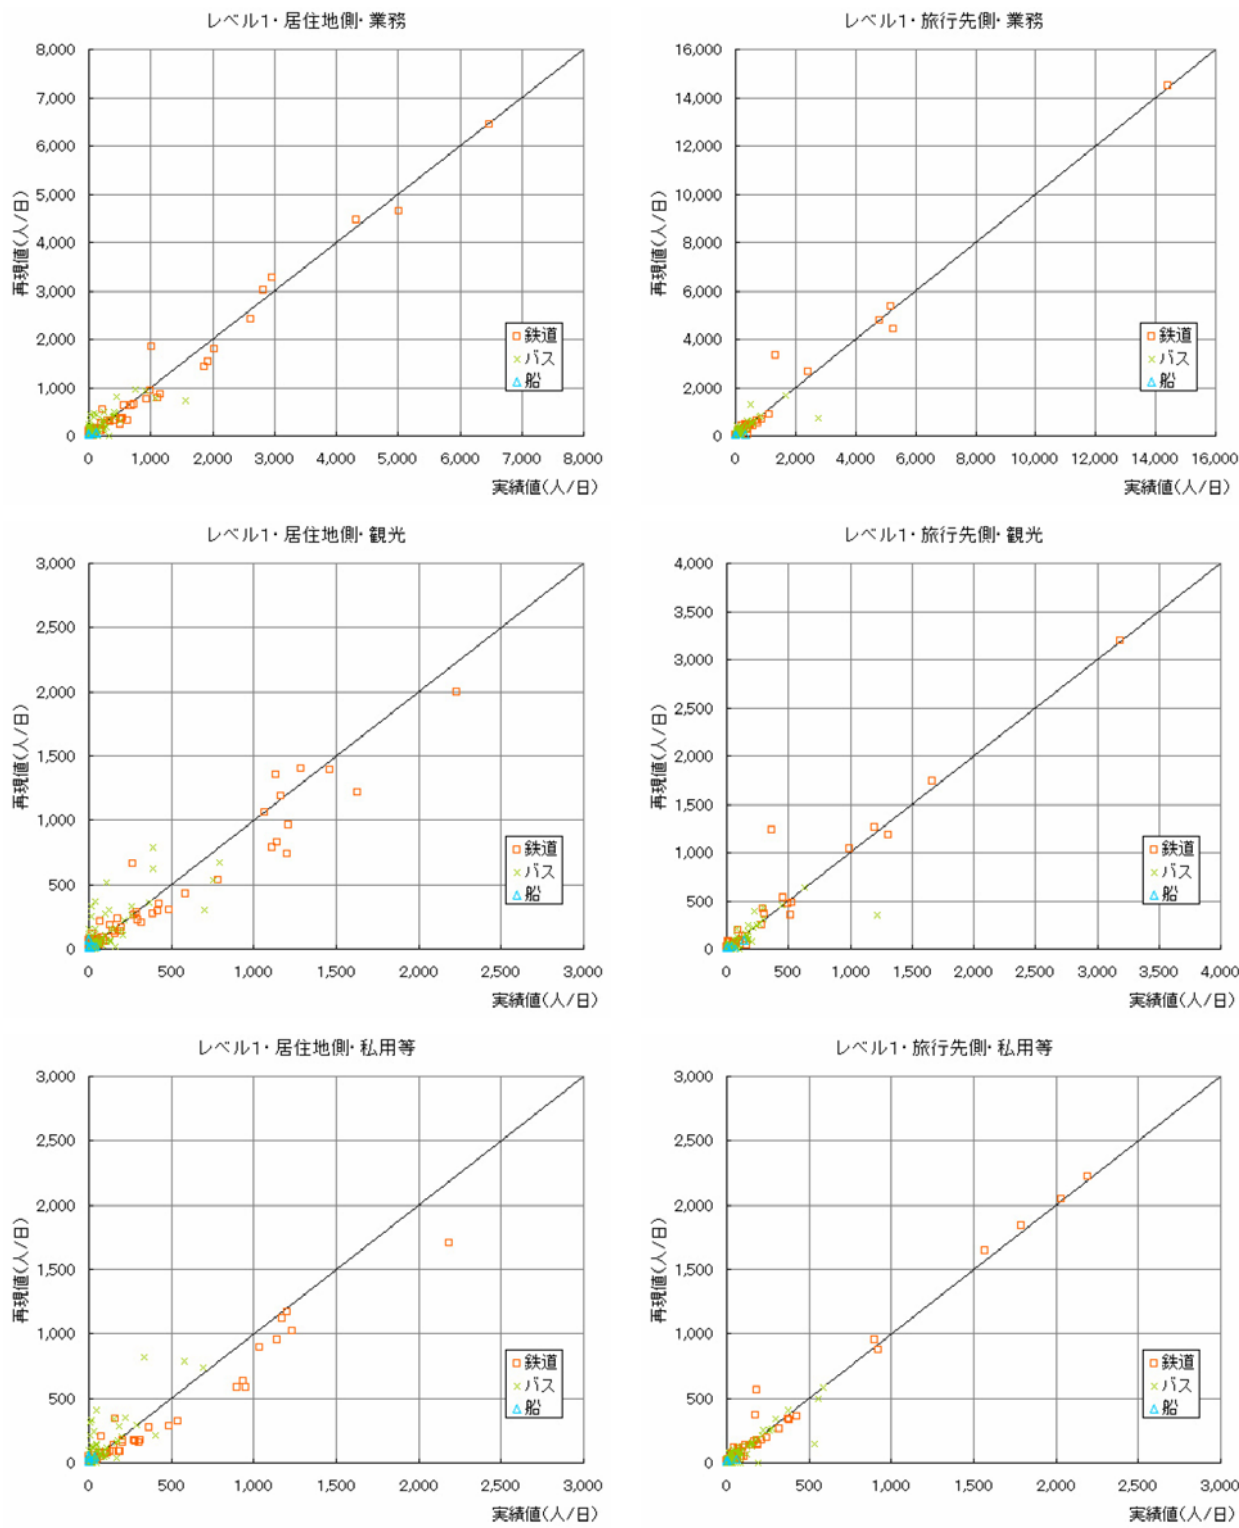 レベル1・居住地側・業務
8,000
7,000
6,000
5,000
4,000
3,000
2,000
1,000
0
再現値(人/日)
鉄道
バス
船
0 1,000 2,000 3,000 4,000 5,000 6,000 7,000 8,000
実績値(人/日)
レベル1・旅行先側・業務
16,000
14,000
12,000
10,000
8,000
6,000
4,000
2,000
0
再現値(人/日)
鉄道
バス
船
0 2,000 4,000 6,000 8,000 10,000 12,000 14,000 16,000
実績値(人/日)
レベル1・居住地側・観光
3,000
2,500
2,000
1,500
1,000
500
0
再現値(人/日)
鉄道
バス
船
0 500 1,000 1,500 2,000 2,500 3,000
実績値(人/日)
レベル1・旅行先側・観光
4,000
3,500
3,000
2,500
2,000
1,500
1,000
500
0
再現値(人/日)
鉄道
バス
船
0 500 1,000 1,500 2,000 2,500 3,000 3,500 4,000
実績値(人/日)
レベル1・居住地側・私用等
3,000
2,500
2,000
1,500
1,000
500
0
再現値(人/日)
鉄道
バス
船
0 500 1,000 1,500 2,000 2,500 3,000
実績値(人/日)
レベル1・旅行先側・私用等
3,000
2,500
2,000
1,500
1,000
500
0
再現値(人/日)
鉄道
バス
船
0 500 1,000 1,500 2,000 2,500 3,000
実績値(人/日)